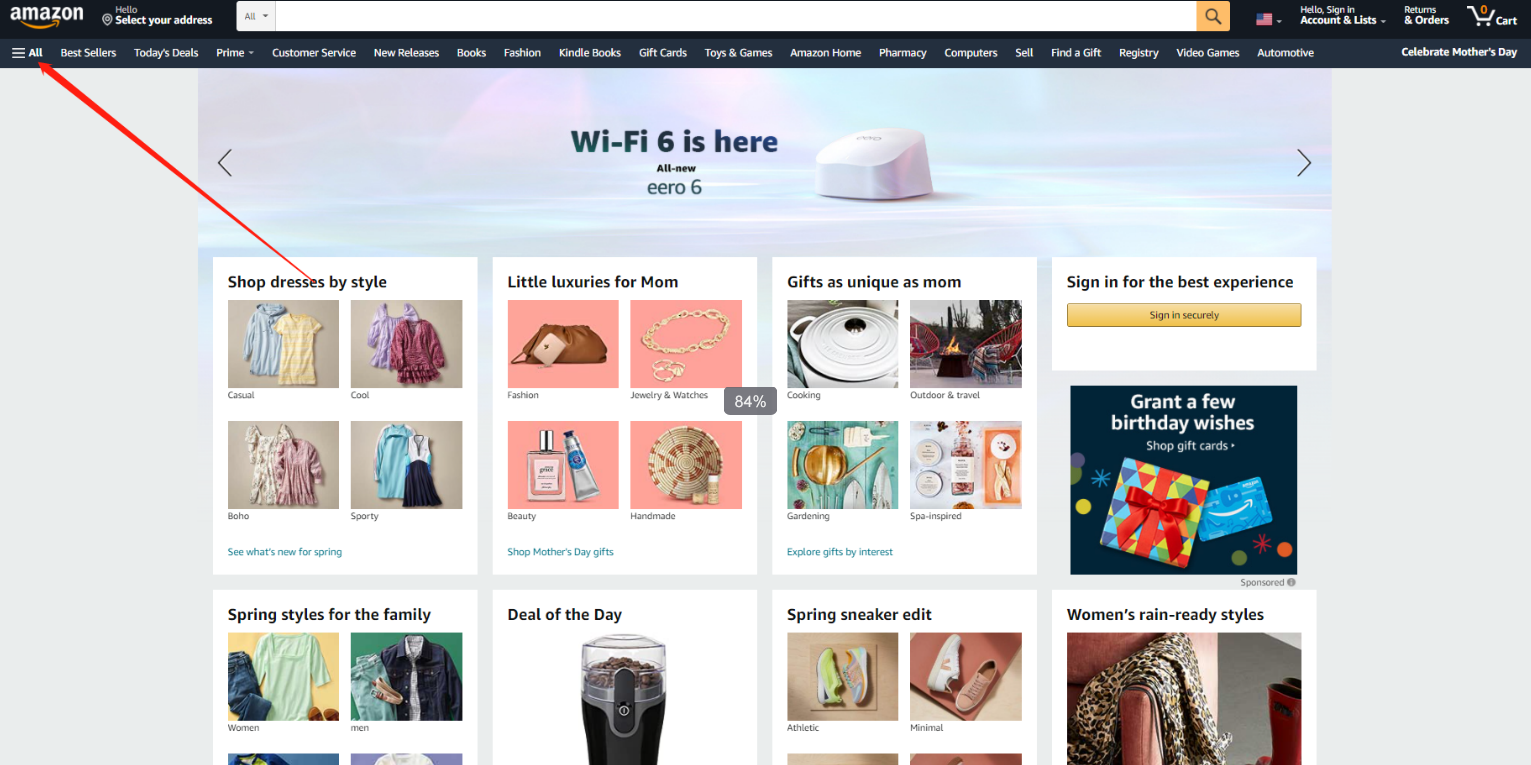 amazon
Hello
Select your address
All
Hello, Sign in
Account & Lists
Returns
& Orders
0
Cart
All
Best Sellers
Today's Deals
Prime
Customer Service
New Releases
Books
Fashion
Kindle Books
Gift Cards
Toys & Games
Amazon Home
Pharmacy
Computers
Sell
Find a Gift
Registry
Video Games
Automotive
Celebrate Mother's Day
Wi-Fi 6 is here
All-new
eero 6
Shop dresses by style
Casual
Cool
Boho
Sporty
See what's new for spring
Little luxuries for Mom
Fashion
Jewelry & Watches
84%
Beauty
Handmade
Shop Mother's Day gifts
Gifts as unique as mom
Cooking
Outdoor & travel
Gardening
Spa-inspired
Explore gifts by interest
Sign in for the best experience
Sign in securely
Grant a few
birthday wishes
Shop gift cards
Sponsored
Spring styles for the family
Women
men
Deal of the Day
Spring sneaker edit
Athletic
Minimal
Women's rain-ready styles